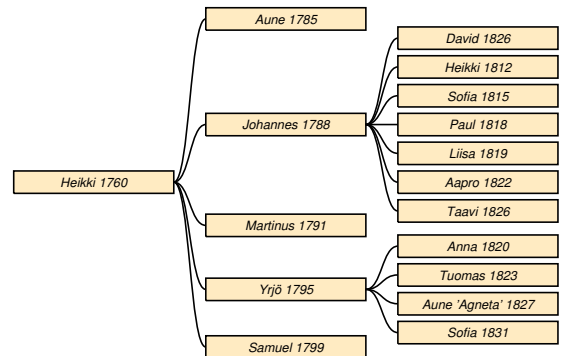 Heikki 1760
Aune 1785
Johannes 1788
David 1826
Heikki 1812
Sofia 1815
Paul 1818
Liisa 1819
Aapro 1822
Taavi 1826
Martinus 1791
Yrjö 1795
Anna 1820
Tuomas 1823
Aune 'Agneta' 1827
Sofia 1831
Samuel 1799